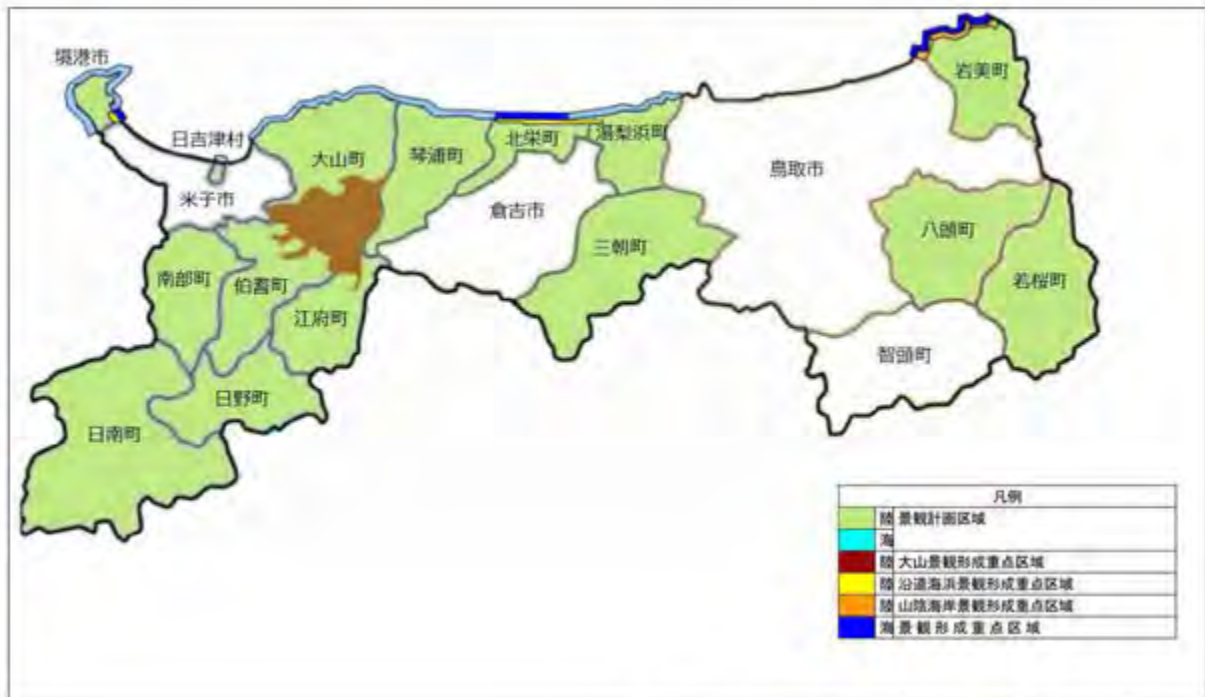 境港市
岩美町
日吉津村
大山町
琴浦町
北栄町
湯梨浜町
鳥取市
米子市
倉吉市
八頭町
三朝町
南部町
伯耆町
若桜町
江府町
智頭町
日野町
日南町
凡例
陸 景観計画区域
海
陸 大山景観形成重点区域
陸 沿道海浜景観形成重点区域
陸 山陰海岸景観形成重点区域
海 景観形成重点区域